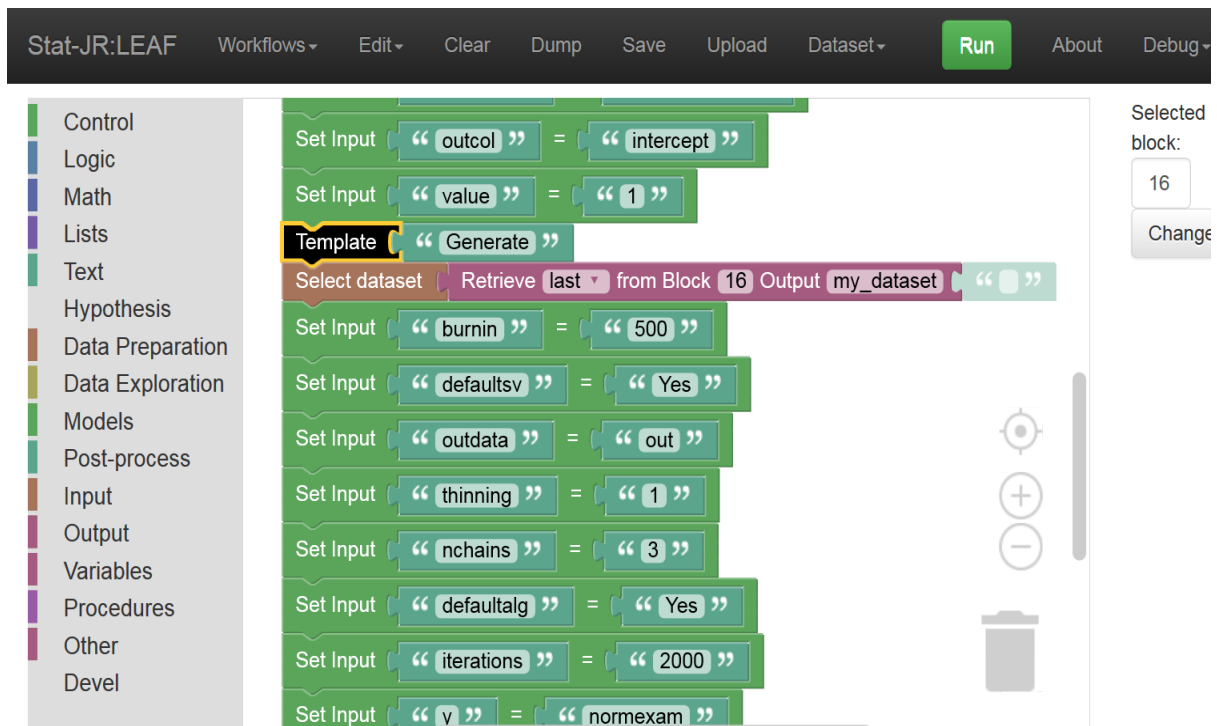 Stat-JR:LEAF Workflows Edit Clear Dump Save Upload Dataset Run About Debug
Control
Logic
Math
Lists
Text
Hypothesis
Data Preparation
Data Exploration
Models
Post-process
Input
Output
Variables
Procedures
Other
Devel
Set Input “ outcol ” = “ intercept ”
Set Input “ value ” = “ 1 ”
Template “ Generate ”
Select dataset Retrieve last from Block 16 Output my_dataset “ ”
Set Input “ burnin ” = “ 500 ”
Set Input “ defaultsv ” = “ Yes ”
Set Input “ outdata ” = “ out ”
Set Input “ thinning ” = “ 1 ”
Set Input “ nchains ” = “ 3 ”
Set Input “ defaultalg ” = “ Yes ”
Set Input “ iterations ” = “ 2000 ”
Set Input “ y ” = “ normexam ”
Selected
block:
16
Change